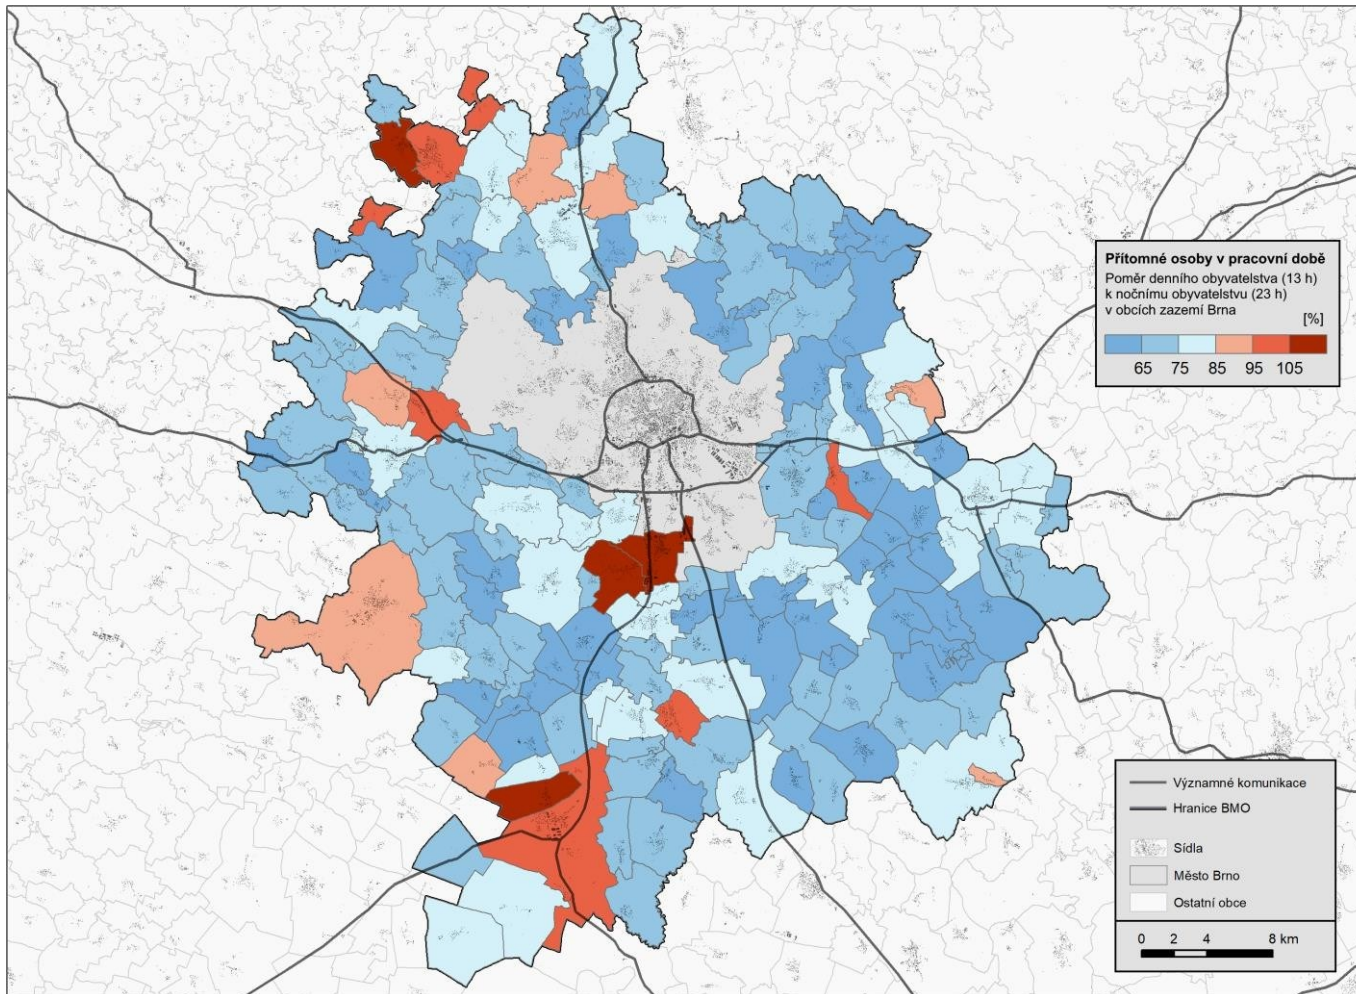 Přítomné osoby v pracovní době
Poměr denního obyvatelstva (13 h)
k nočnímu obyvatelstvu (23 h)
v obcích zazemí Brna
[%]
65 75 85 95 105
Významné komunikace
Hranice BMO
Sídla
Město Brno
Ostatní obce
0 2 4 8 km